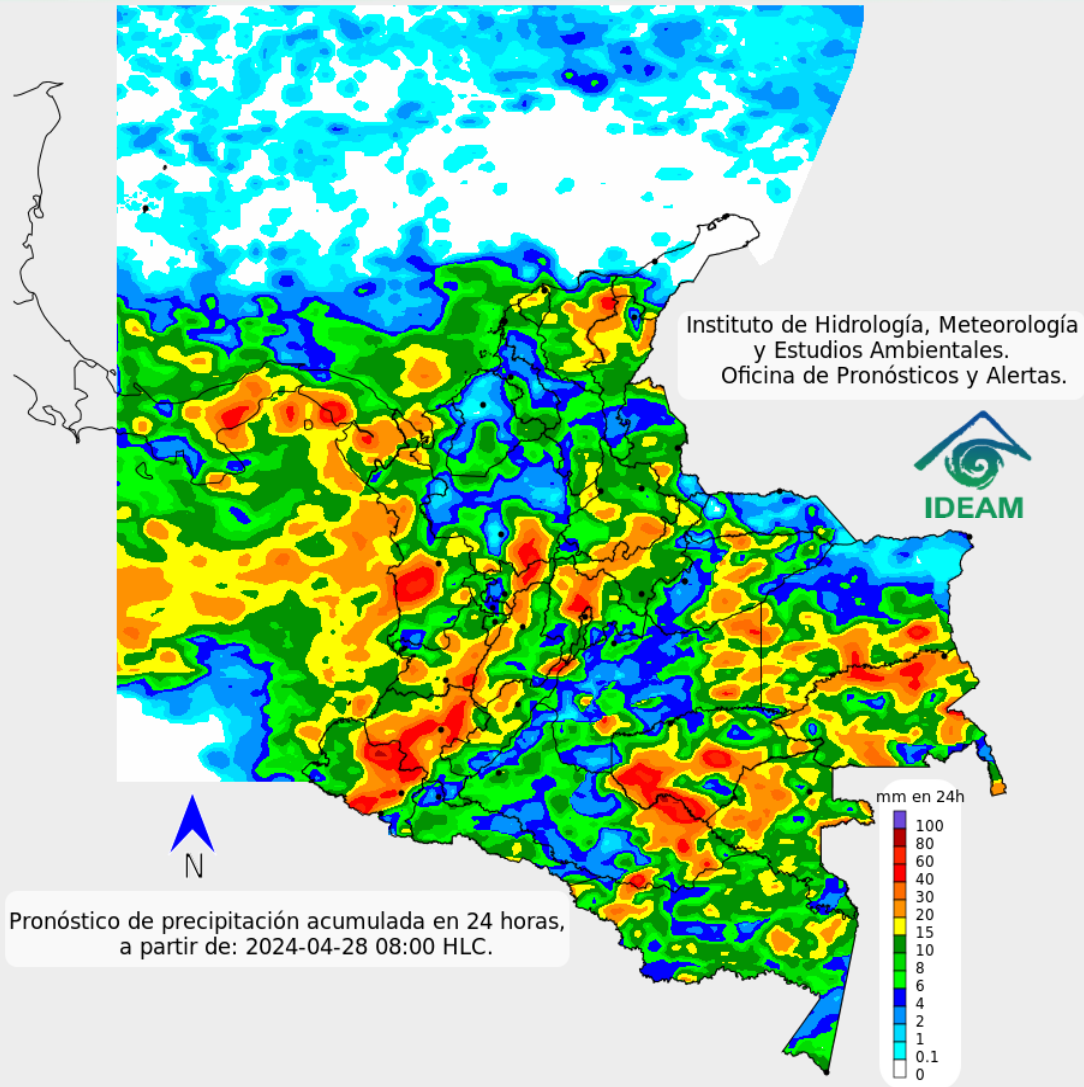 Instituto de Hidrología, Meteorología
y Estudios Ambientales.
Oficina de Pronósticos y Alertas.
IDEAM
mm en 24h
100
80
60
40
30
20
15
10
8
6
4
2
1
0.1
0
N
Pronóstico de precipitación acumulada en 24 horas,
a partir de: 2024-04-28 08:00 HLC.